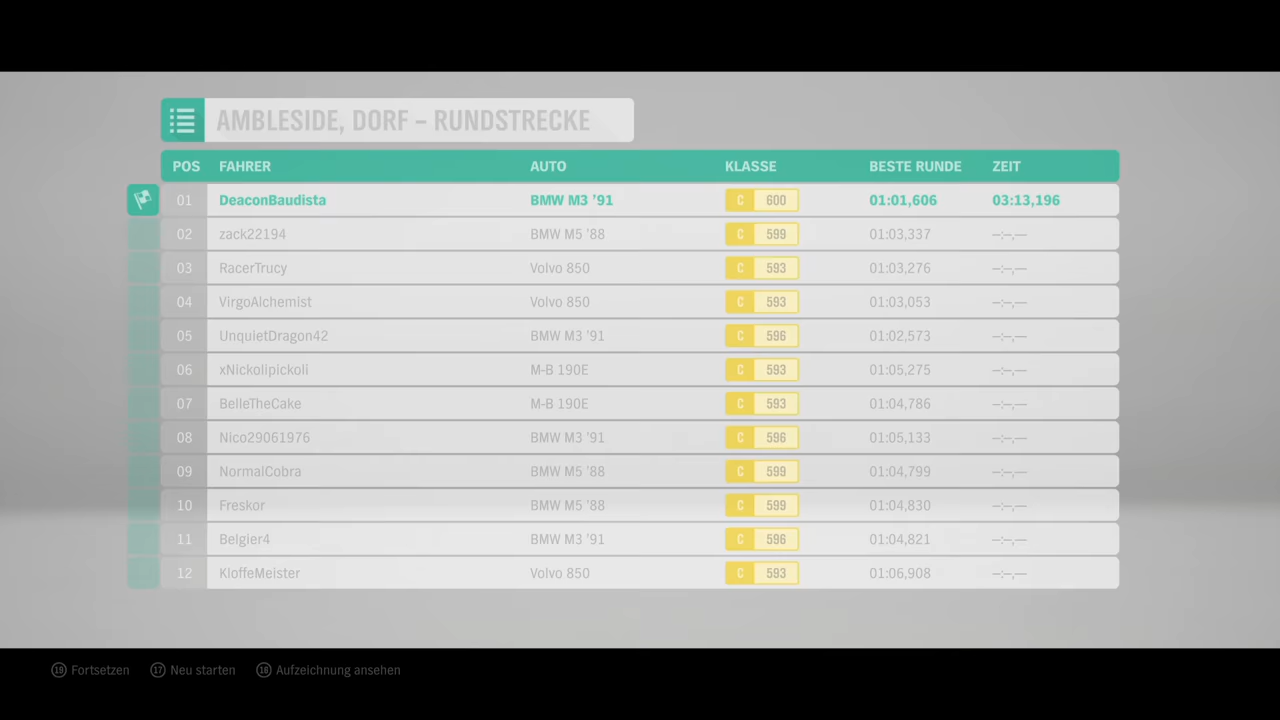 AMBLESIDE, DORF – RUNDSTRECKE
POS FAHRER AUTO KLASSE BESTE RUNDE ZEIT
01 DeaconBaudista BMW M3 '91 C 600 01:01,606 03:13,196
02 zack22194 BMW M5 '88 C 599 01:03,337 --:--,---
03 RacerTrucy Volvo 850 C 593 01:03,276 --:--,---
04 VirgoAlchemist Volvo 850 C 593 01:03,053 --:--,---
05 UnquietDragon42 BMW M3 '91 C 596 01:02,573 --:--,---
06 xNickolipickoli M-B 190E C 593 01:05,275 --:--,---
07 BelleTheCake M-B 190E C 593 01:04,786 --:--,---
08 Nico29061976 BMW M3 '91 C 596 01:05,133 --:--,---
09 NormalCobra BMW M5 '88 C 599 01:04,799 --:--,---
10 Freskor BMW M5 '88 C 599 01:04,830 --:--,---
11 Belgier4 BMW M3 '91 C 596 01:04,821 --:--,---
12 KloffeMeister Volvo 850 C 593 01:06,908 --:--,---
19 Fortsetzen 17 Neu starten 18 Aufzeichnung ansehen